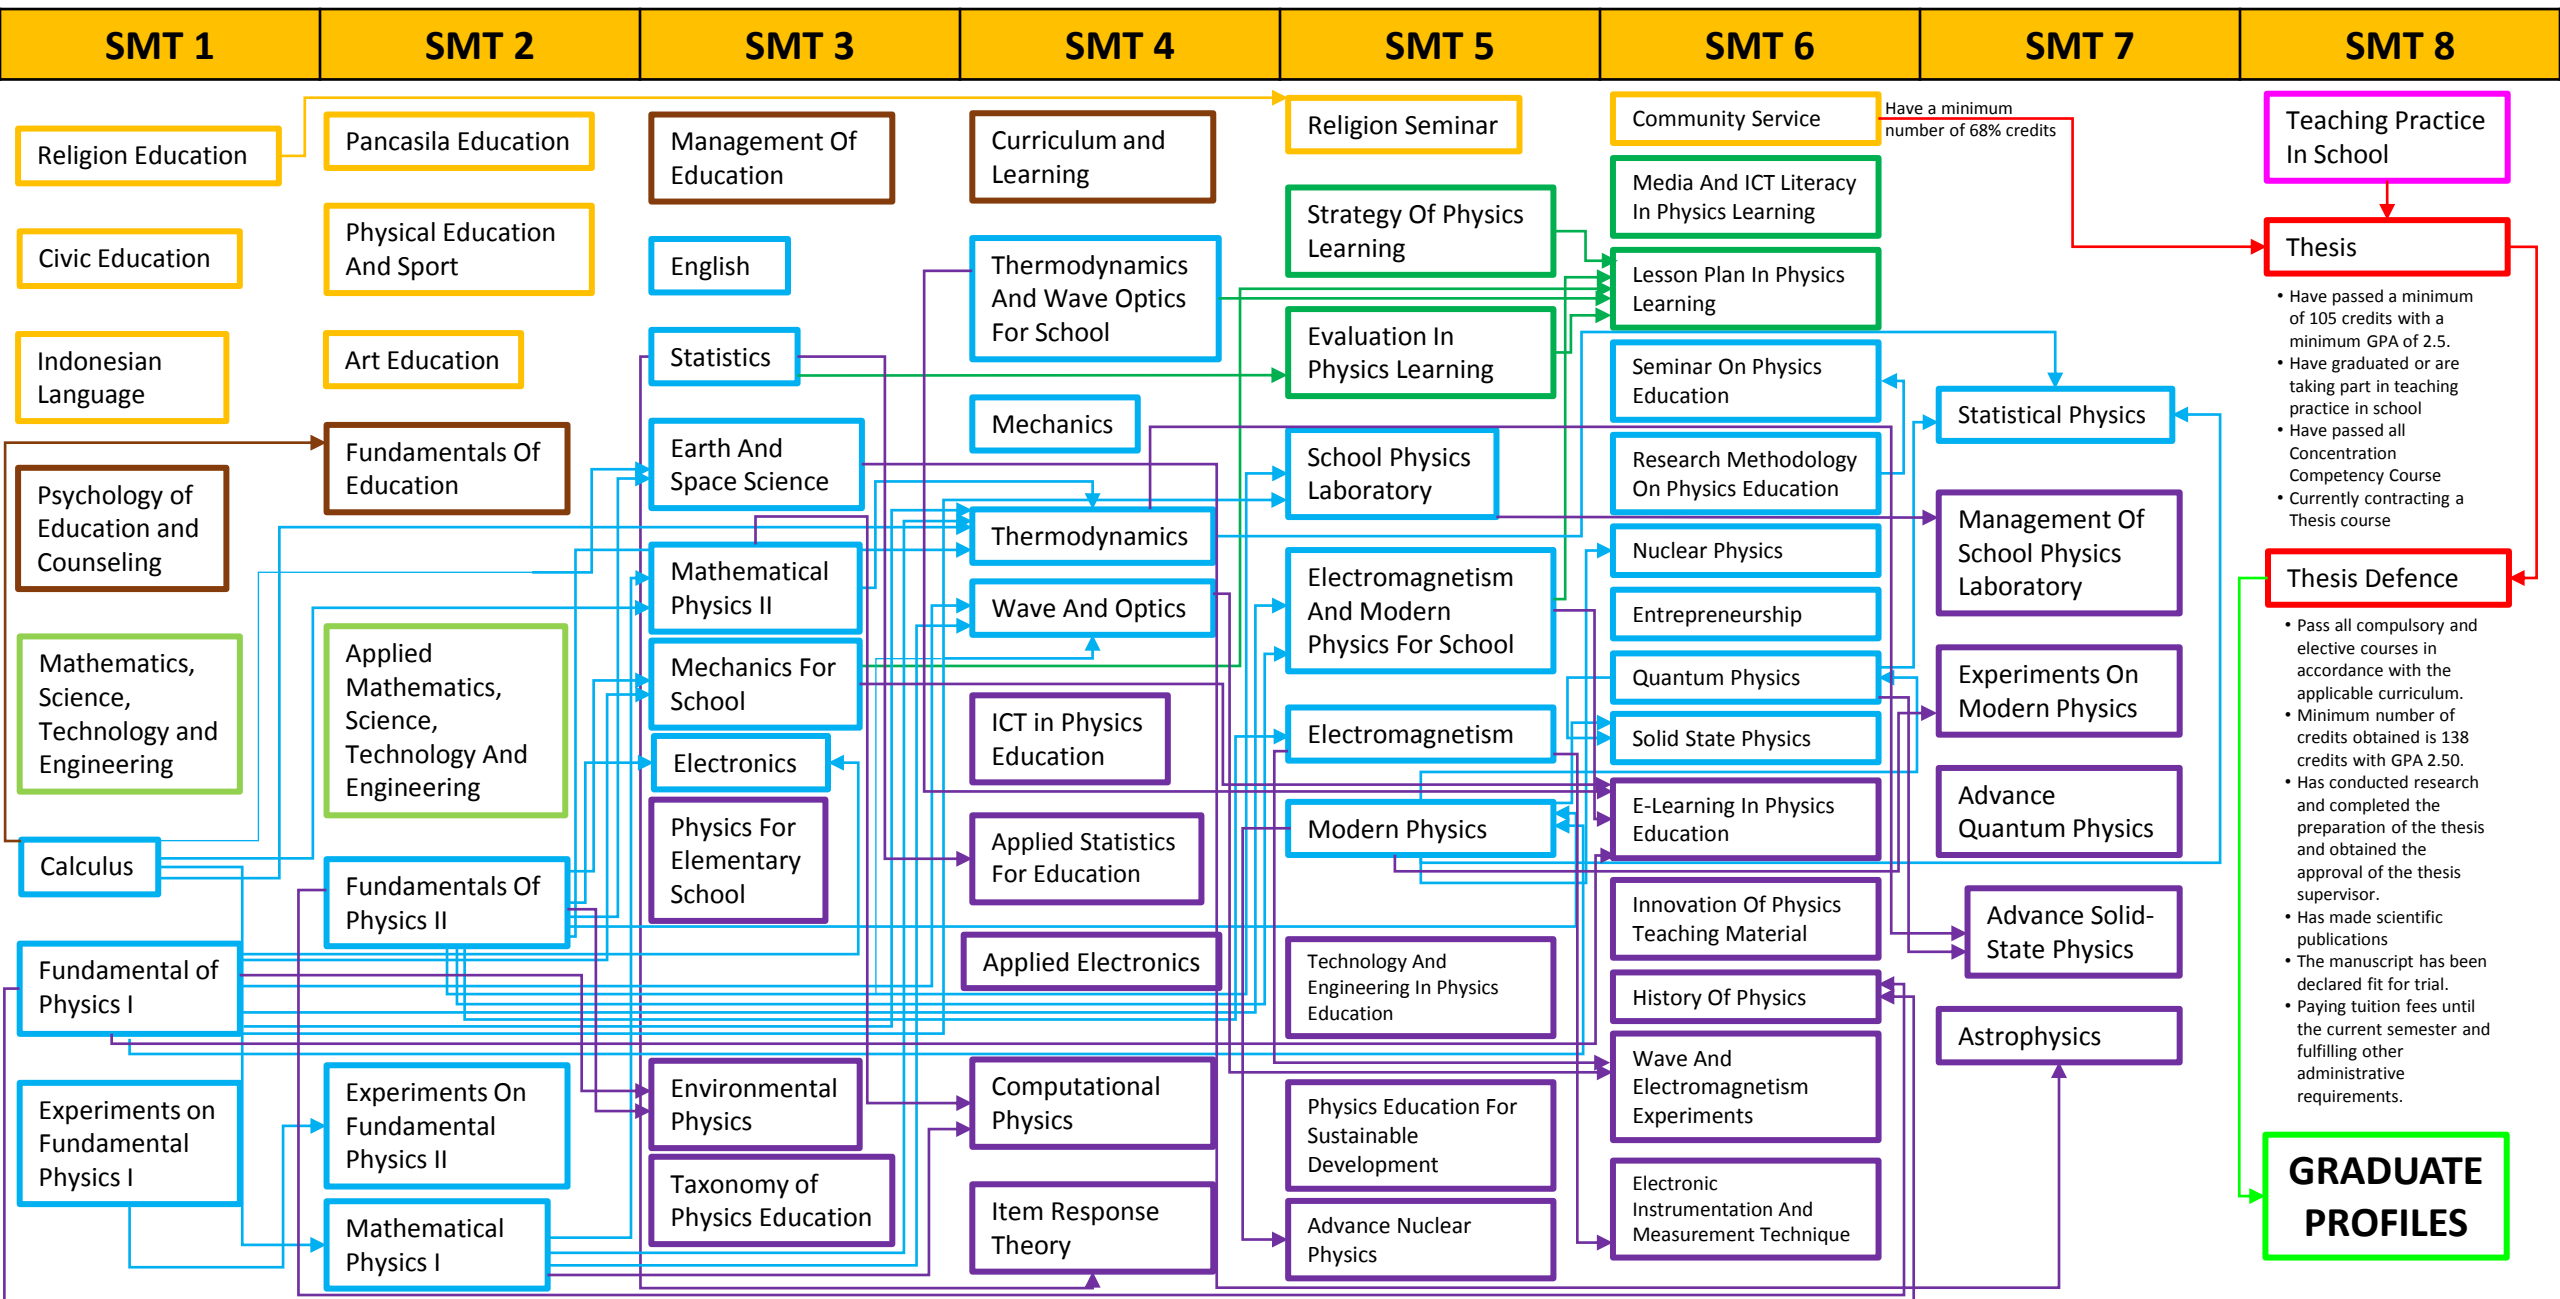 SMT 1
SMT 2
SMT 3
SMT 4
SMT 5
SMT 6
SMT 7
SMT 8
Religion Education
Civic Education
Indonesian
Language
Psychology of
Education and
Counseling
Mathematics,
Science,
Technology and
Engineering
Calculus
Fundamental of
Physics I
Experiments on
Fundamental
Physics I
Pancasila Education
Physical Education
And Sport
Art Education
Fundamentals Of
Education
Applied
Mathematics,
Science,
Technology And
Engineering
Fundamentals Of
Physics II
Experiments On
Fundamental
Physics II
Mathematical
Physics I
Management Of
Education
English
Statistics
Earth And
Space Science
Mathematical
Physics II
Mechanics For
School
Electronics
Physics For
Elementary
School
Environmental
Physics
Taxonomy of
Physics Education
Curriculum and
Learning
Thermodynamics
And Wave Optics
For School
Mechanics
Thermodynamics
Wave And Optics
ICT in Physics
Education
Applied Statistics
For Education
Applied Electronics
Computational
Physics
Item Response
Theory
Religion Seminar
Strategy Of Physics
Learning
Evaluation In
Physics Learning
School Physics
Laboratory
Electromagnetism
And Modern
Physics For School
Electromagnetism
Modern Physics
Technology And
Engineering In Physics
Education
Physics Education For
Sustainable
Development
Advance Nuclear
Physics
Community Service
Have a minimum
number of 68% credits
Media And ICT Literacy
In Physics Learning
Lesson Plan In Physics
Learning
Seminar On Physics
Education
Research Methodology
On Physics Education
Nuclear Physics
Entrepreneurship
Quantum Physics
Solid State Physics
E-Learning In Physics
Education
Innovation Of Physics
Teaching Material
History Of Physics
Wave And
Electromagnetism
Experiments
Electronic
Instrumentation And
Measurement Technique
Statistical Physics
Management Of
School Physics
Laboratory
Experiments On
Modern Physics
Advance
Quantum Physics
Advance Solid-
State Physics
Astrophysics
Teaching Practice
In School
Thesis
• Have passed a minimum
of 105 credits with a
minimum GPA of 2.5.
• Have graduated or are
taking part in teaching
practice in school
• Have passed all
Concentration
Competency Course
• Currently contracting a
Thesis course
Thesis Defence
• Pass all compulsory and
elective courses in
accordance with the
applicable curriculum.
• Minimum number of
credits obtained is 138
credits with GPA 2.50.
• Has conducted research
and completed the
preparation of the thesis
and obtained the
approval of the thesis
supervisor.
• Has made scientific
publications
• The manuscript has been
declared fit for trial.
• Paying tuition fees until
the current semester and
fulfilling other
administrative
requirements.
GRADUATE
PROFILES